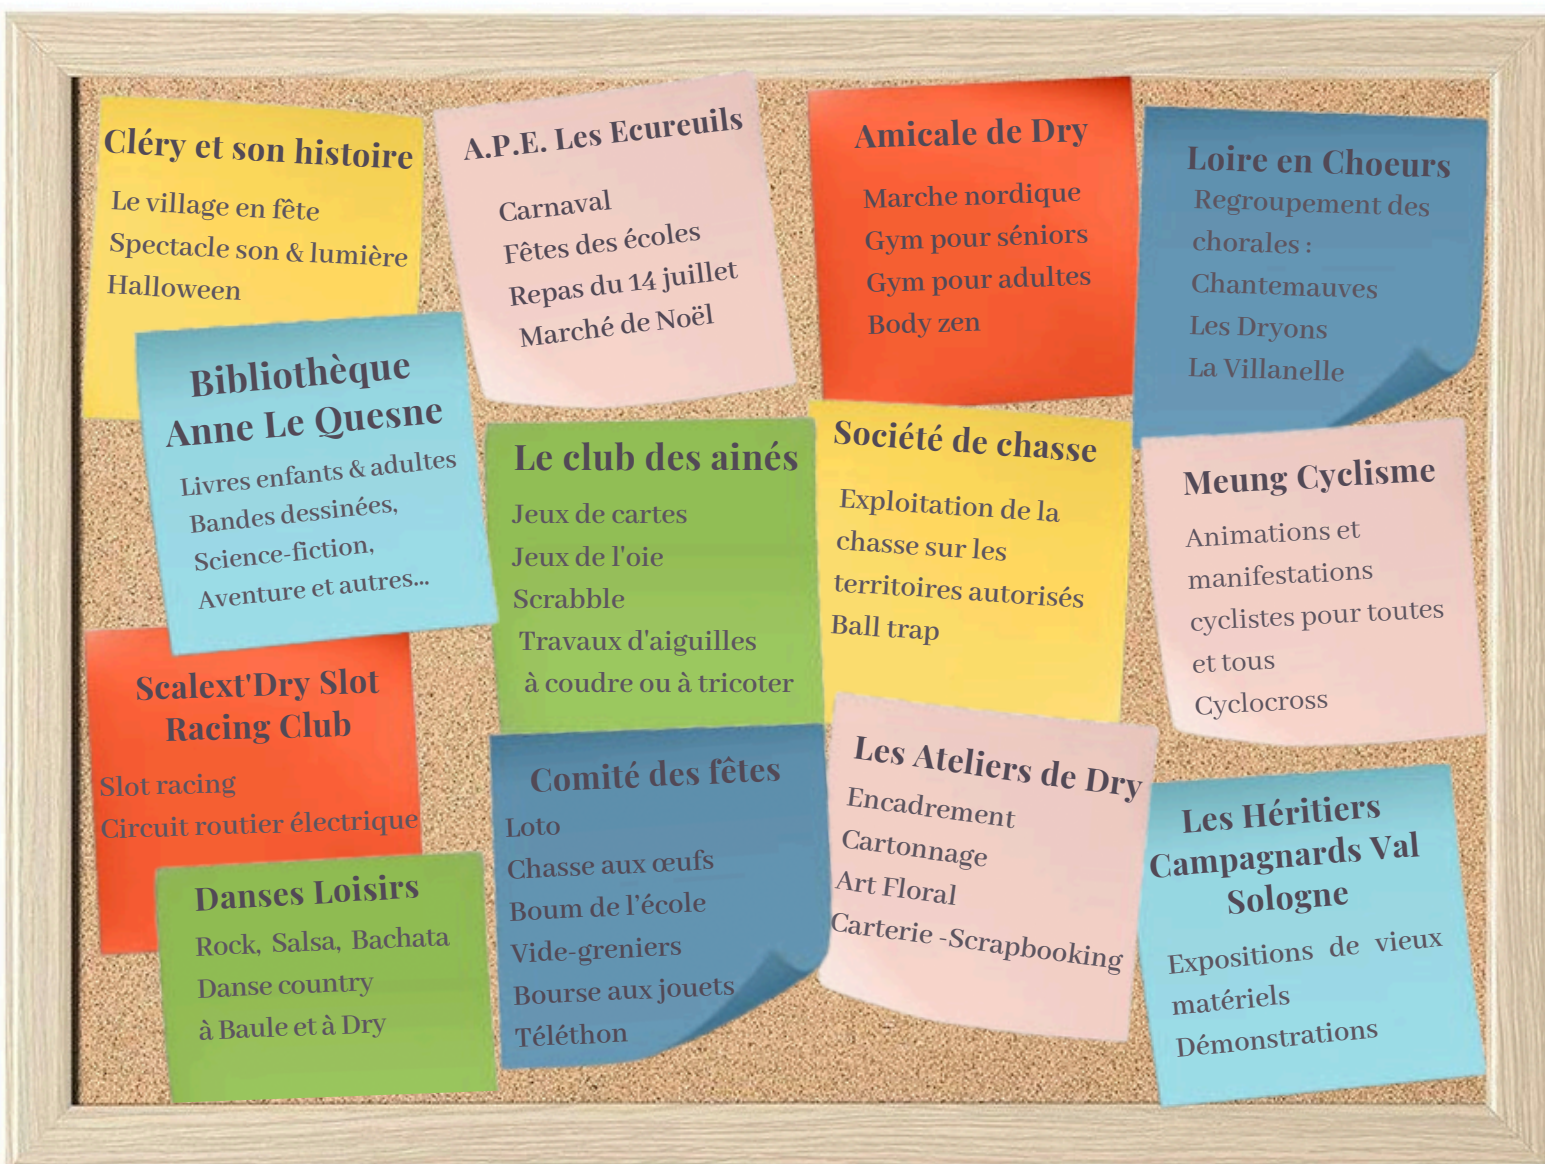 Cléry et son histoire
Le village en fête
Spectacle son & lumière
Halloween
A.P.E. Les Ecureuils
Carnaval
Fêtes des écoles
Repas du 14 juillet
Marché de Noël
Amicale de Dry
Marche nordique
Gym pour séniors
Gym pour adultes
Body zen
Loire en Choeurs
Regroupement des
chorales :
Chantemauves
Les Dryons
La Villanelle
Bibliothèque
Anne Le Quesne
Livres enfants & adultes
Bandes dessinées,
Science-fiction,
Aventure et autres...
Le club des ainés
Jeux de cartes
Jeux de l'oie
Scrabble
Travaux d'aiguilles
à coudre ou à tricoter
Société de chasse
Exploitation de la
chasse sur les
territoires autorisés
Ball trap
Meung Cyclisme
Animations et
manifestations
cyclistes pour toutes
et tous
Cyclocross
Scalext'Dry Slot
Racing Club
Slot racing
Circuit routier électrique
Danses Loisirs
Rock, Salsa, Bachata
Danse country
à Baule et à Dry
Comité des fêtes
Loto
Chasse aux œufs
Boum de l’école
Vide-greniers
Bourse aux jouets
Téléthon
Les Ateliers de Dry
Encadrement
Cartonnage
Art Floral
Carterie -Scrapbooking
Les Héritiers
Campagnards Val
Sologne
Expositions de vieux
matériels
Démonstrations